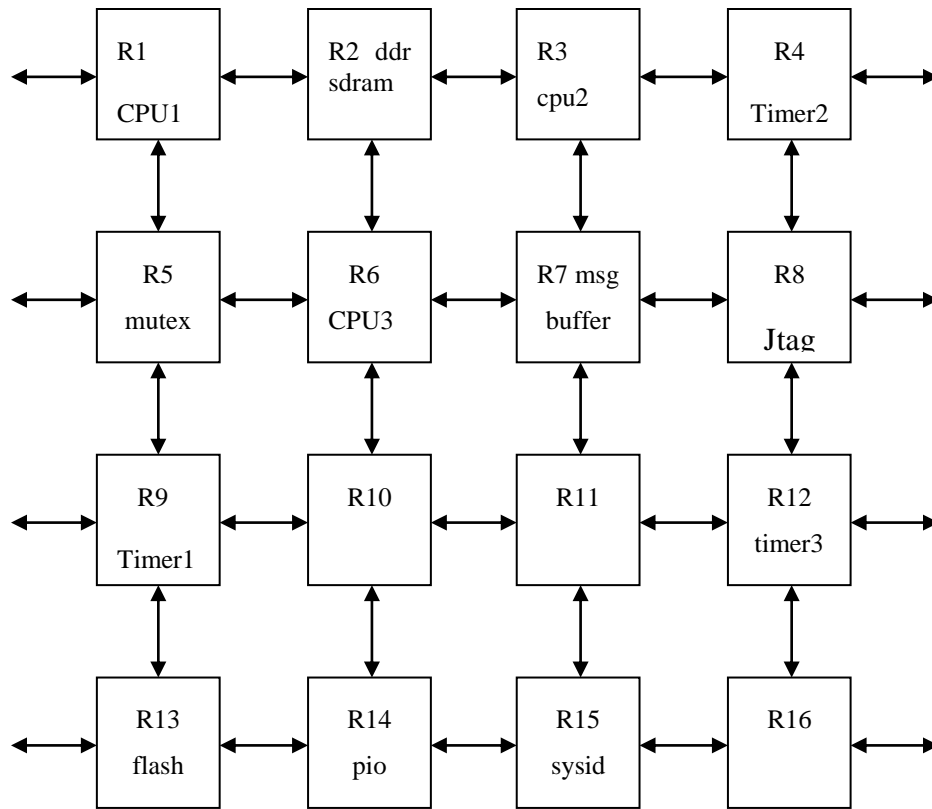 R1
CPU1
R2 ddr
sdram
R3
cpu2
R4
Timer2
R5
mutex
R6
CPU3
R7 msg
buffer
R8
Jtag
R9
Timer1
R10
R11
R12
timer3
R13
flash
R14
pio
R15
sysid
R16